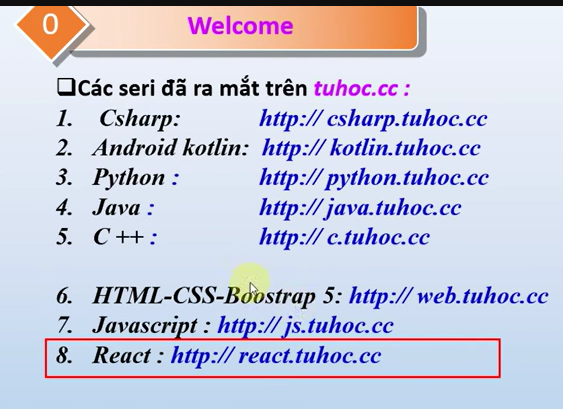 0
Welcome
❑Các seri đã ra mắt trên tuhoc.cc :
1. Csharp: http:// csharp.tuhoc.cc
2. Android kotlin: http:// kotlin.tuhoc.cc
3. Python : http:// python.tuhoc.cc
4. Java : http:// java.tuhoc.cc
5. C ++ : http:// c.tuhoc.cc
6. HTML-CSS-Boostrap 5: http:// web.tuhoc.cc
7. Javascript : http:// js.tuhoc.cc
8. React : http:// react.tuhoc.cc